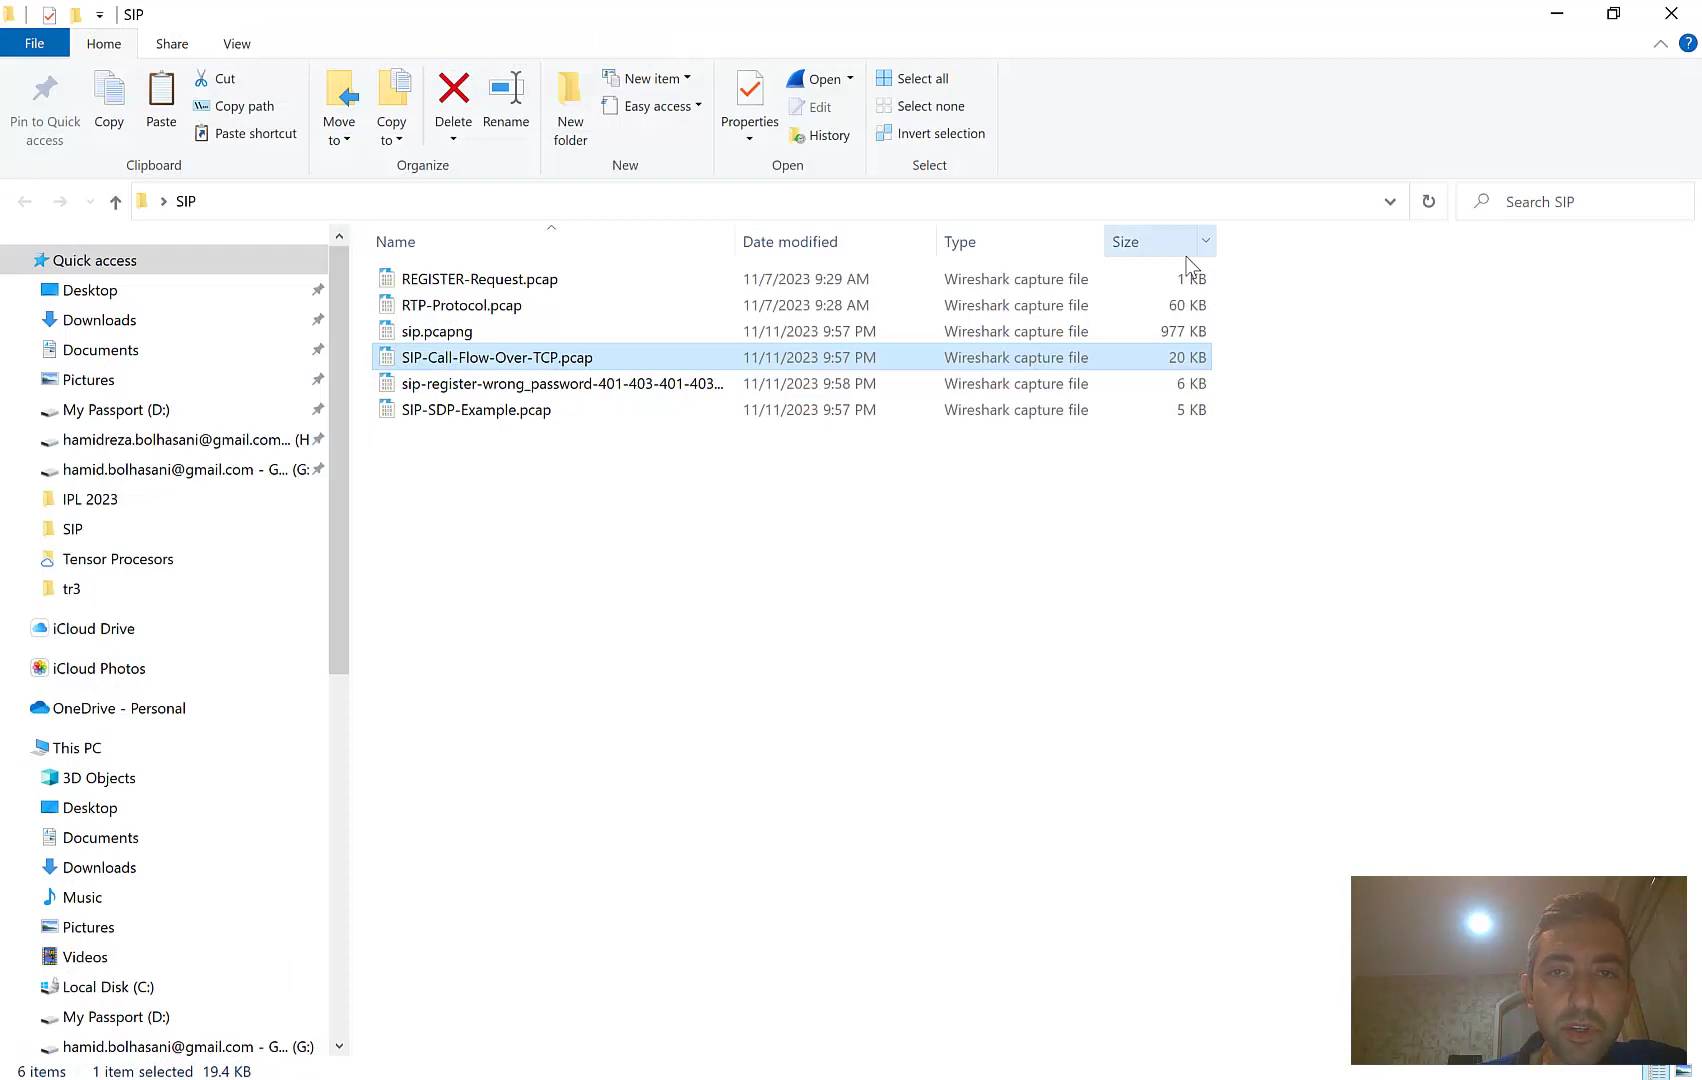 SIP
File Home Share View
Pin to Quick access
Copy
Paste
Cut
Copy path
Paste shortcut
Clipboard
Move to
Copy to
Delete
Rename
Organize
New folder
New item
Easy access
New
Properties
Open
Edit
History
Open
Select all
Select none
Invert selection
Select
SIP
Search SIP
Name Date modified Type Size
REGISTER-Request.pcap 11/7/2023 9:29 AM Wireshark capture file 1 KB
RTP-Protocol.pcap 11/7/2023 9:28 AM Wireshark capture file 60 KB
sip.pcapng 11/11/2023 9:57 PM Wireshark capture file 977 KB
SIP-Call-Flow-Over-TCP.pcap 11/11/2023 9:57 PM Wireshark capture file 20 KB
sip-register-wrong_password-401-403-401-403... 11/11/2023 9:58 PM Wireshark capture file 6 KB
SIP-SDP-Example.pcap 11/11/2023 9:57 PM Wireshark capture file 5 KB
Quick access
Desktop
Downloads
Documents
Pictures
My Passport (D:)
hamidreza.bolhasani@gmail.com... (H
hamid.bolhasani@gmail.com - G... (G:
IPL 2023
SIP
Tensor Procesors
tr3
iCloud Drive
iCloud Photos
OneDrive - Personal
This PC
3D Objects
Desktop
Documents
Downloads
Music
Pictures
Videos
Local Disk (C:)
My Passport (D:)
hamid.bolhasani@gmail.com - G... (G:)
6 items 1 item selected 19.4 KB